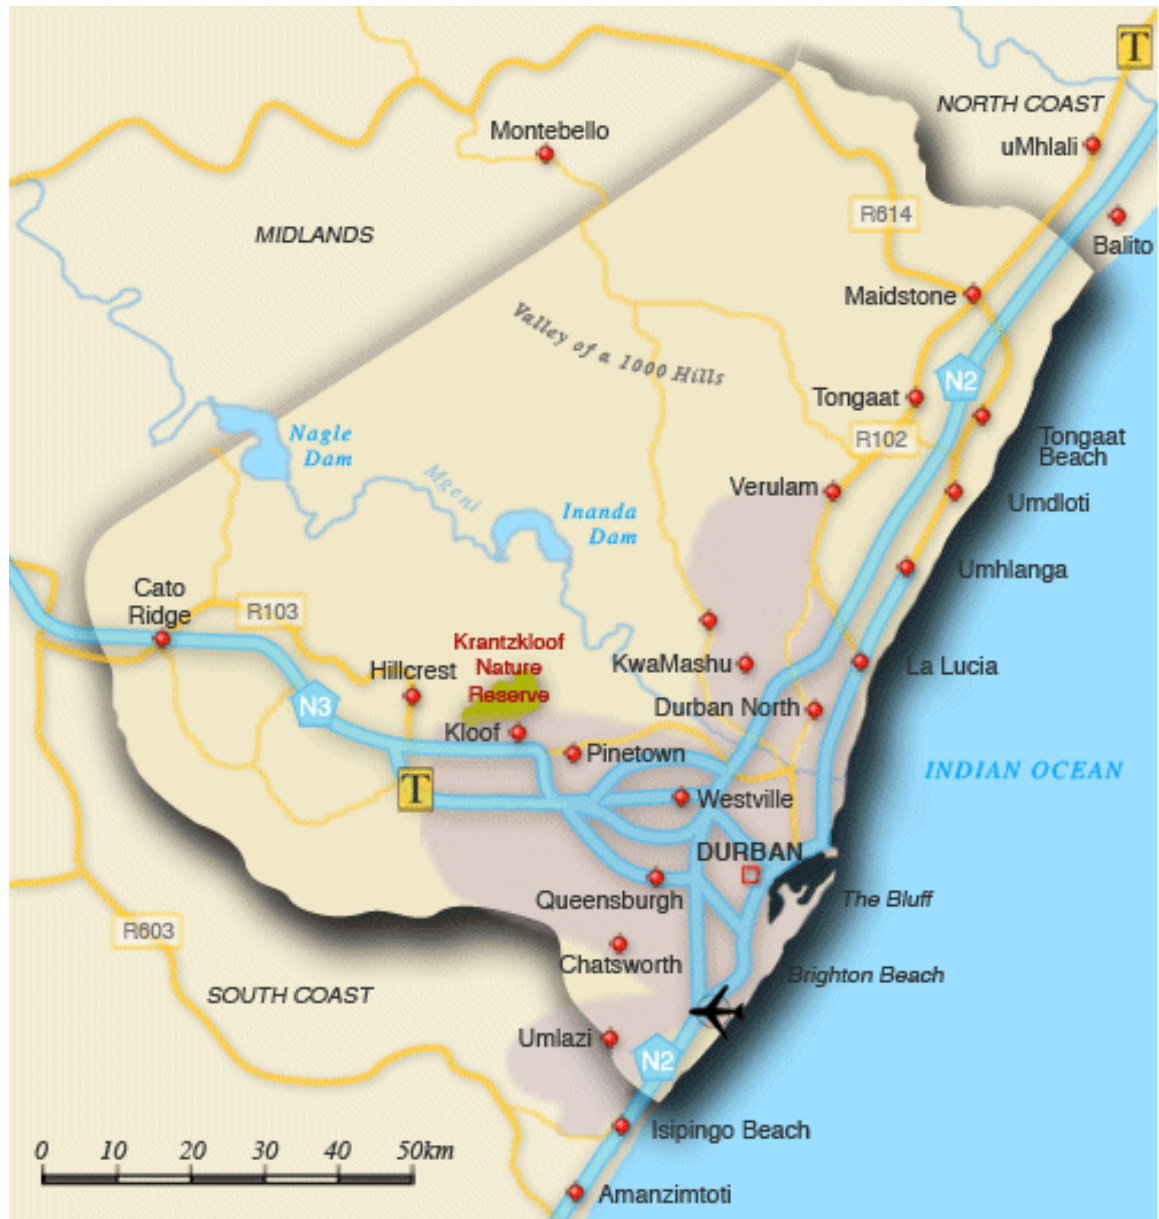 T
NORTH COAST
Montebello
uMhlali
R614
MIDLANDS
Balito
Maidstone
Valley of a 1000 Hills
N2
Tongaat
Nagle
Dam
R102
Tongaat
Beach
Mgeni
Verulam
Inanda
Dam
Umdloti
Umhlanga
Cato
Ridge
R103
Krantzkloof
Nature
Reserve
Hillcrest
KwaMashu
La Lucia
N3
Durban North
Kloof
Pinetown
INDIAN OCEAN
T
Westville
DURBAN
Queensburgh
The Bluff
R603
Chatsworth
Brighton Beach
SOUTH COAST
Umlazi
N2
Isipingo Beach
0 10 20 30 40 50km
Amanzimtoti